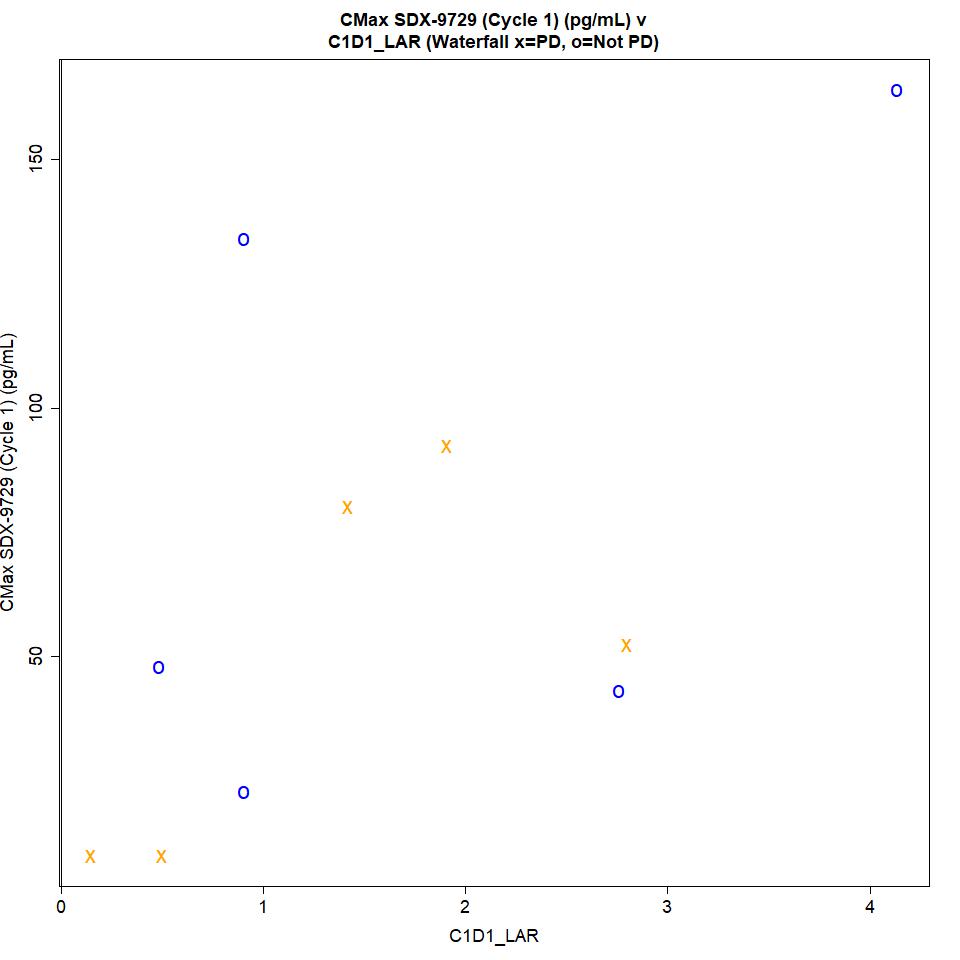 CMax SDX-9729 (Cycle 1) (pg/mL) v
C1D1_LAR (Waterfall x=PD, o=Not PD)
CMax SDX-9729 (Cycle 1) (pg/mL)
150
100
50
o
o
x
x
x
o
o
o
x
x
0
1
2
3
4
C1D1_LAR